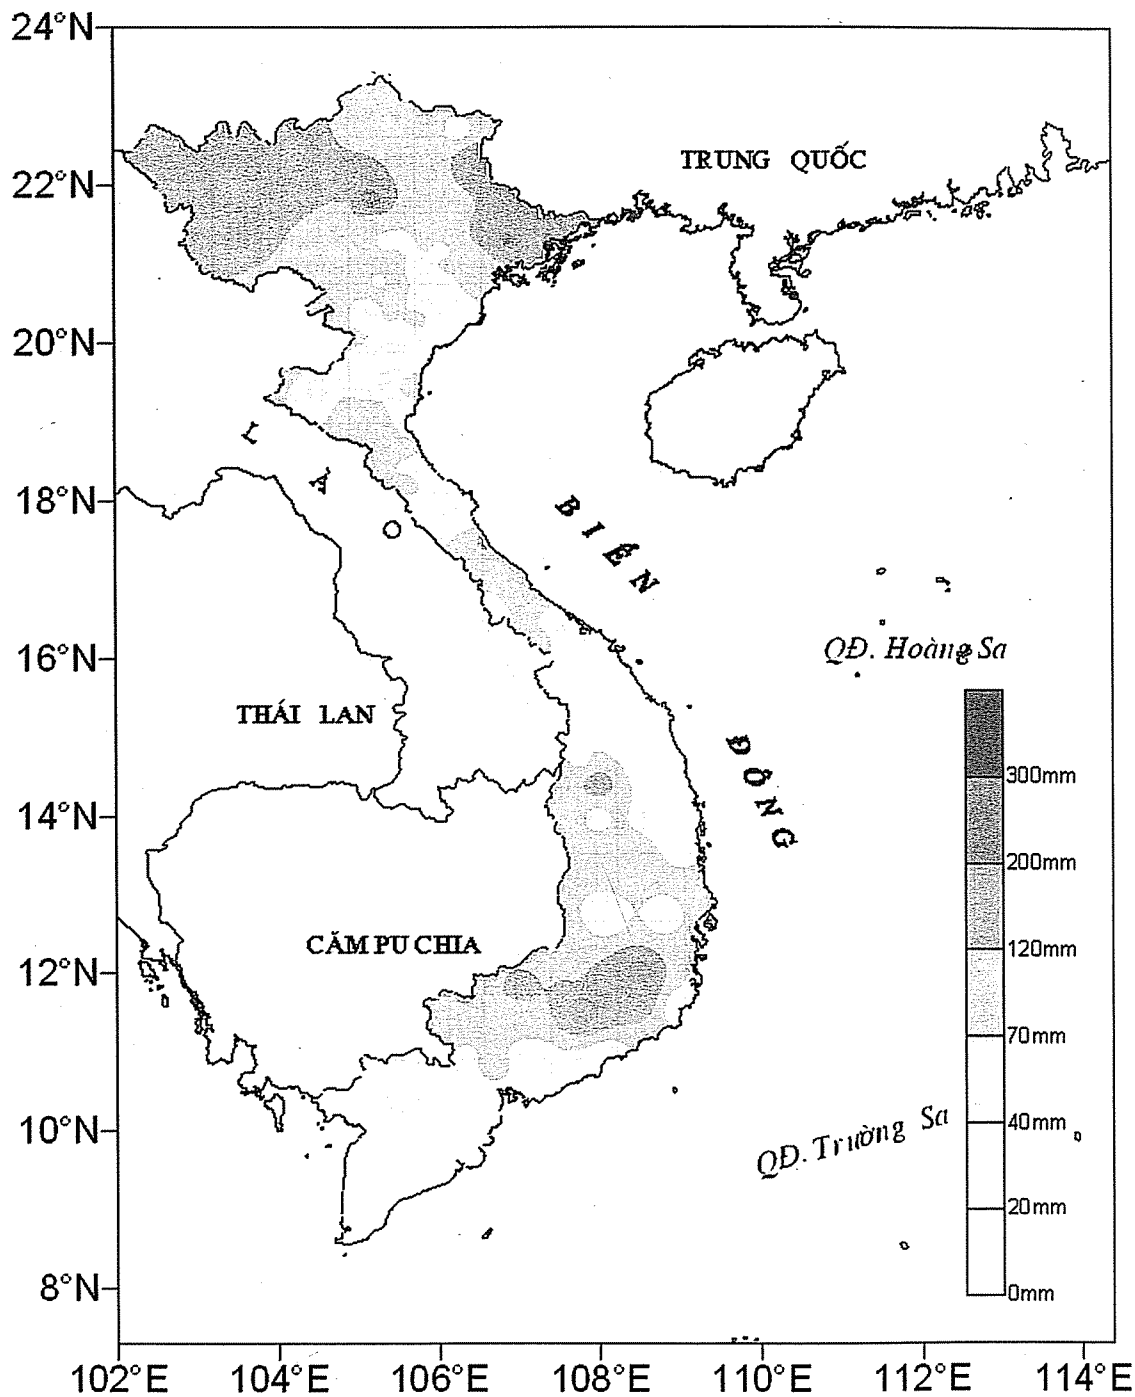 24°N
22°N
20°N
18°N
16°N
14°N
12°N
10°N
8°N
102°E 104°E 106°E 108°E 110°E 112°E 114°E
TRUNG QUỐC
L A O
BIỂN ĐÔNG
QĐ. Hoàng Sa
THÁI LAN
CĂM PU CHIA
QĐ. Trường Sa
300mm
200mm
120mm
70mm
40mm
20mm
0mm